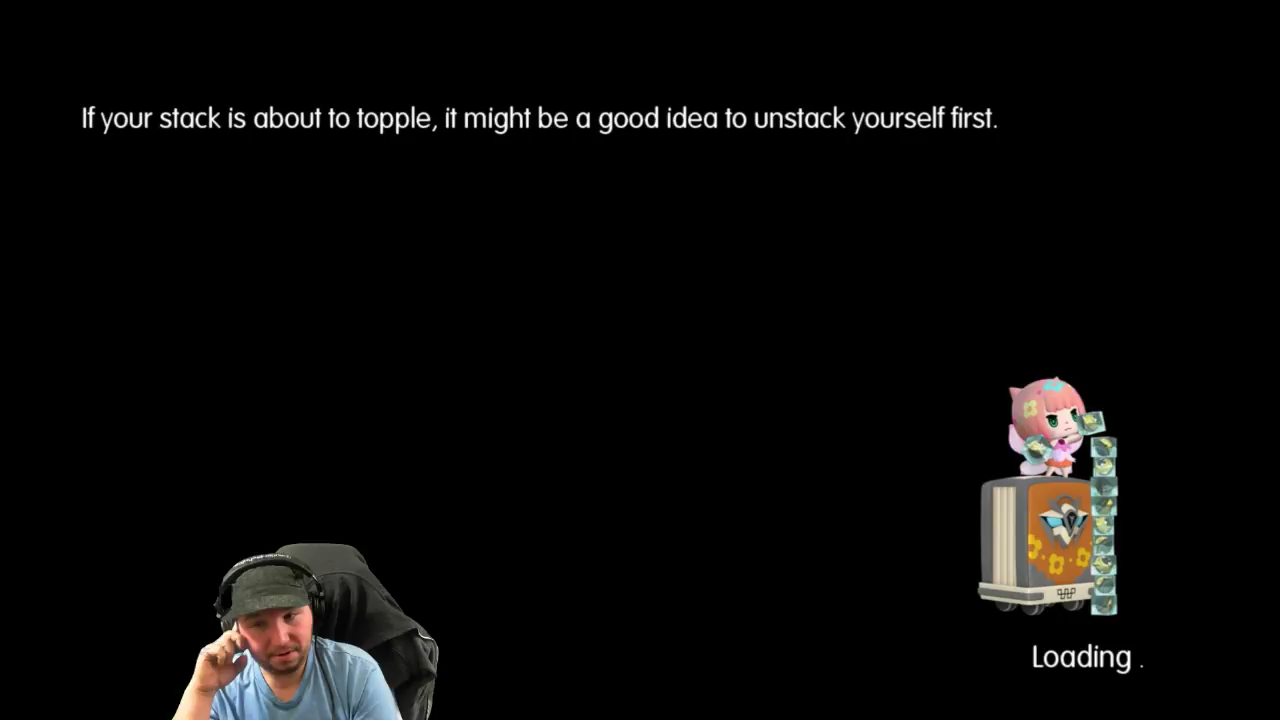 If your stack is about to topple, it might be a good idea to unstack yourself first.
Loading .